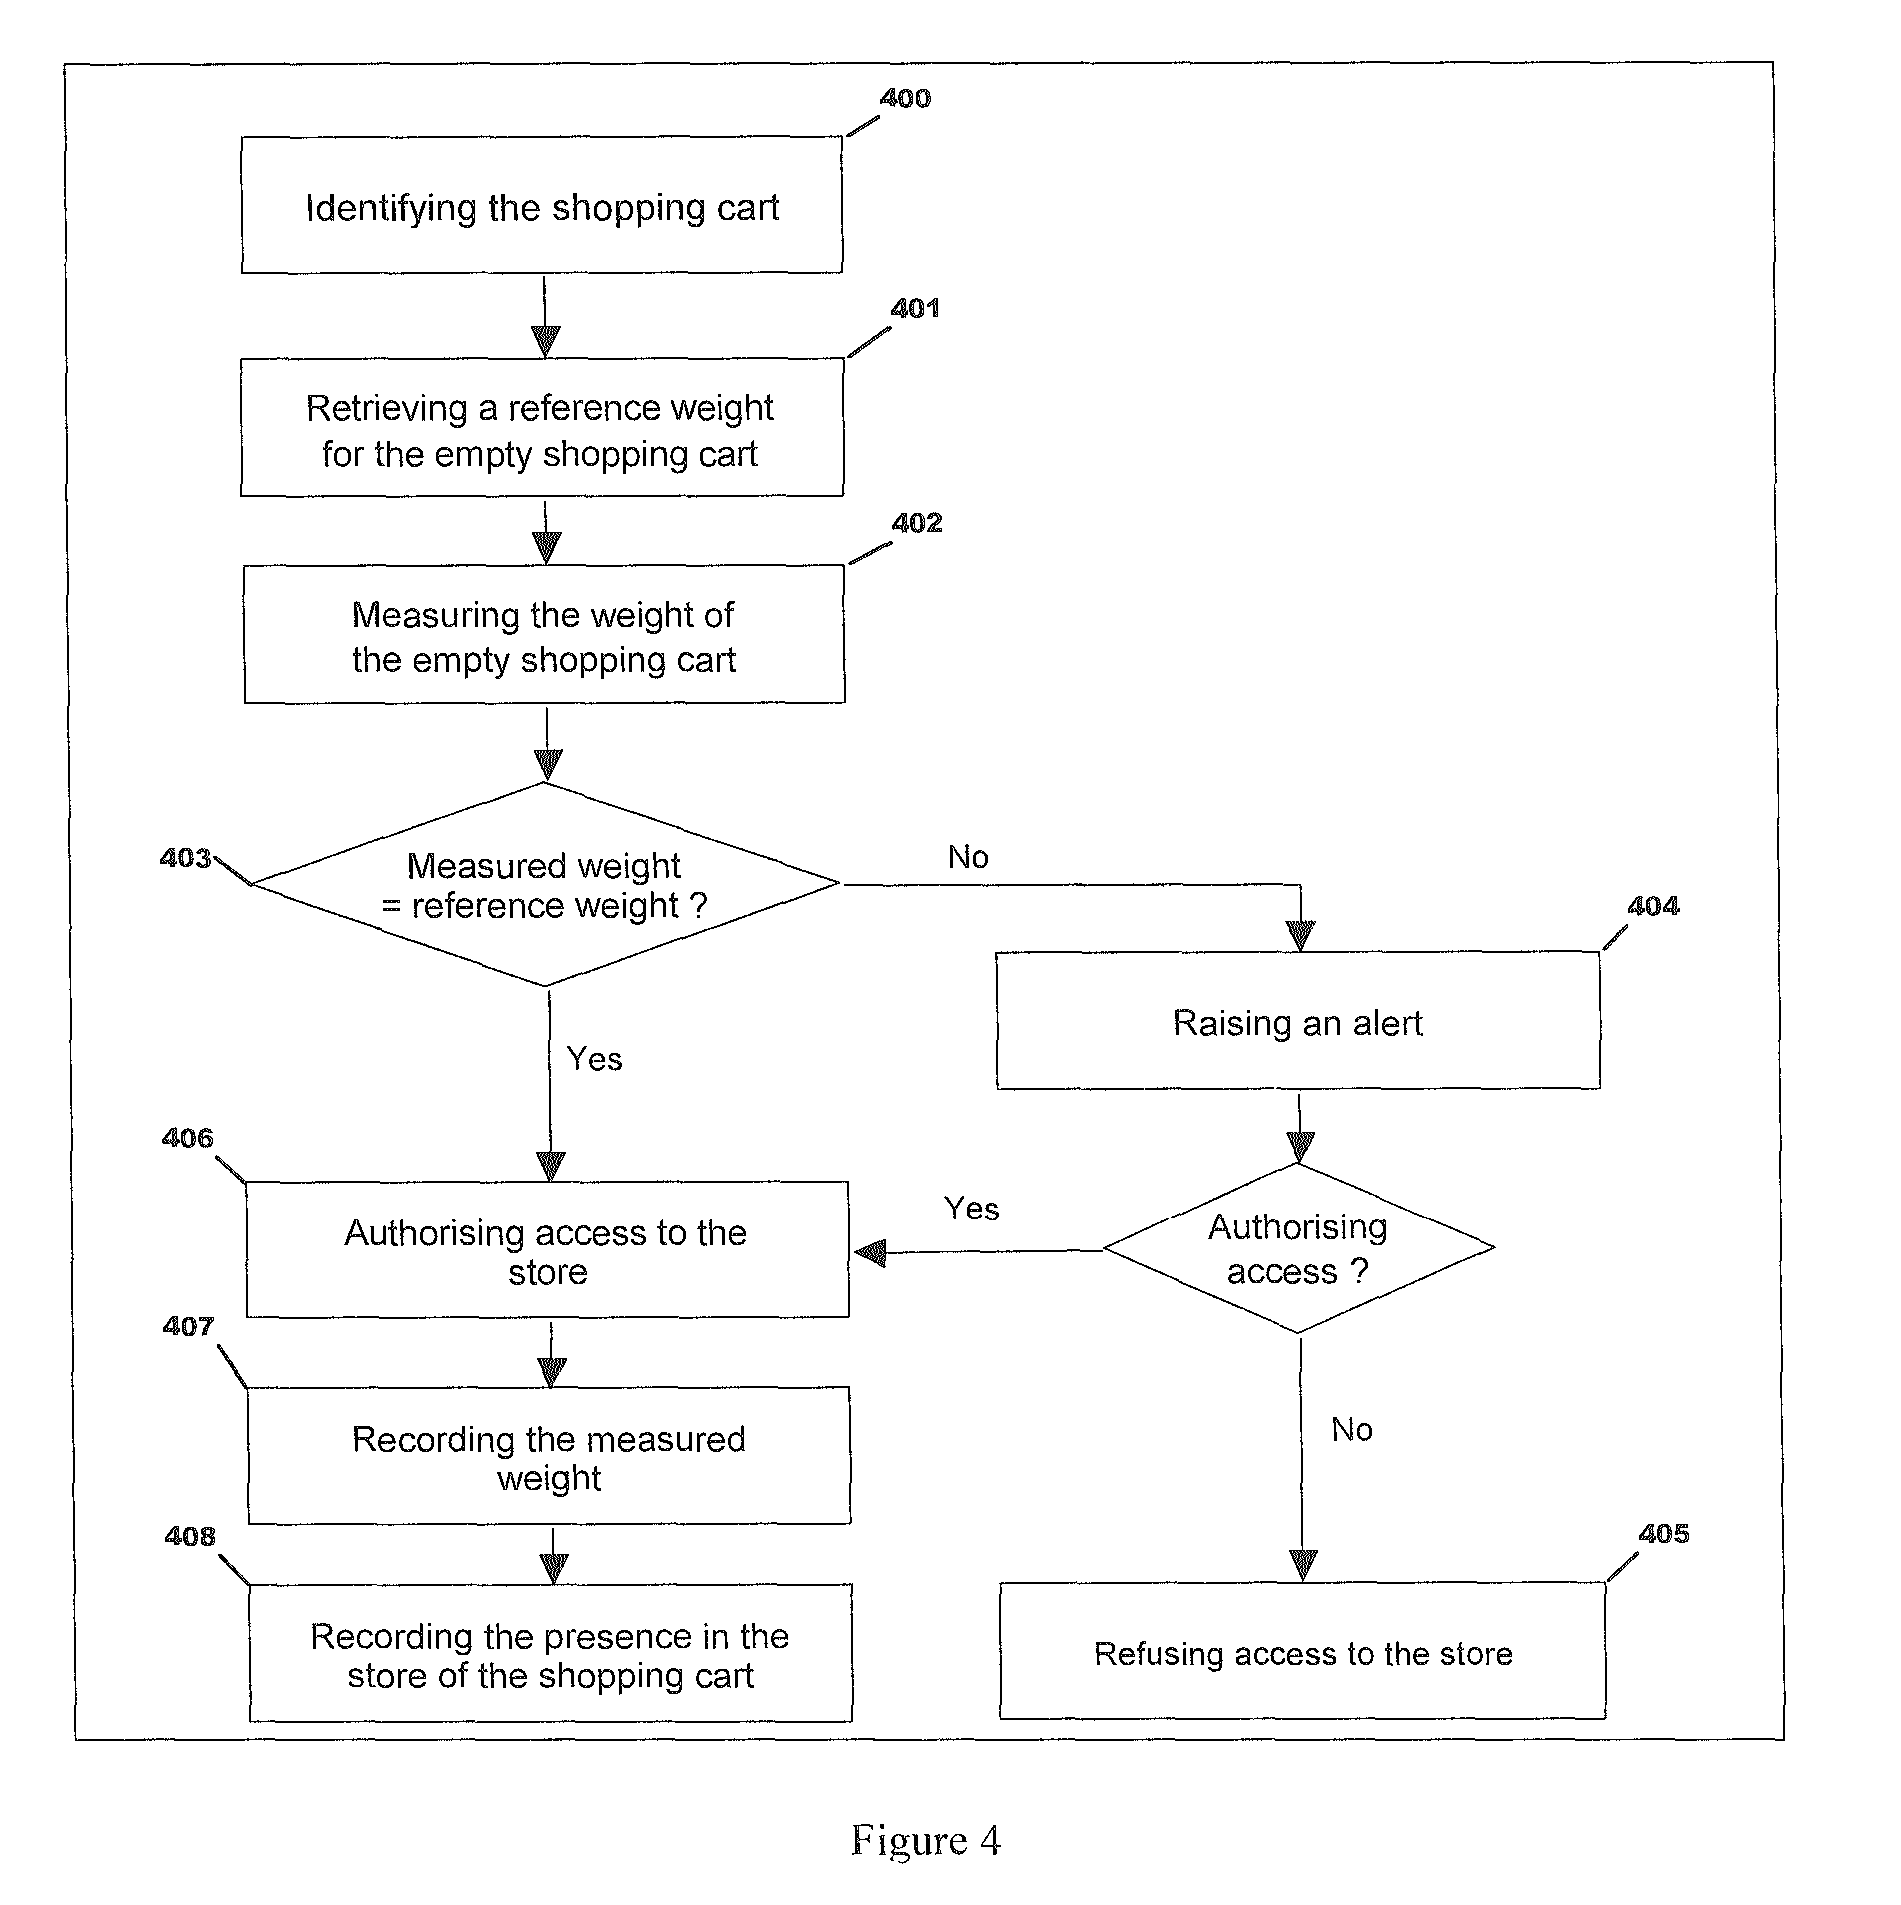 400
Identifying the shopping cart
401
Retrieving a reference weight
for the empty shopping cart
402
Measuring the weight of
the empty shopping cart
403
Measured weight
= reference weight ?
No
404
Raising an alert
Yes
406
Authorising access to the
store
Yes
Authorising
access ?
407
Recording the measured
weight
No
408
Recording the presence in the
store of the shopping cart
405
Refusing access to the store
Figure 4